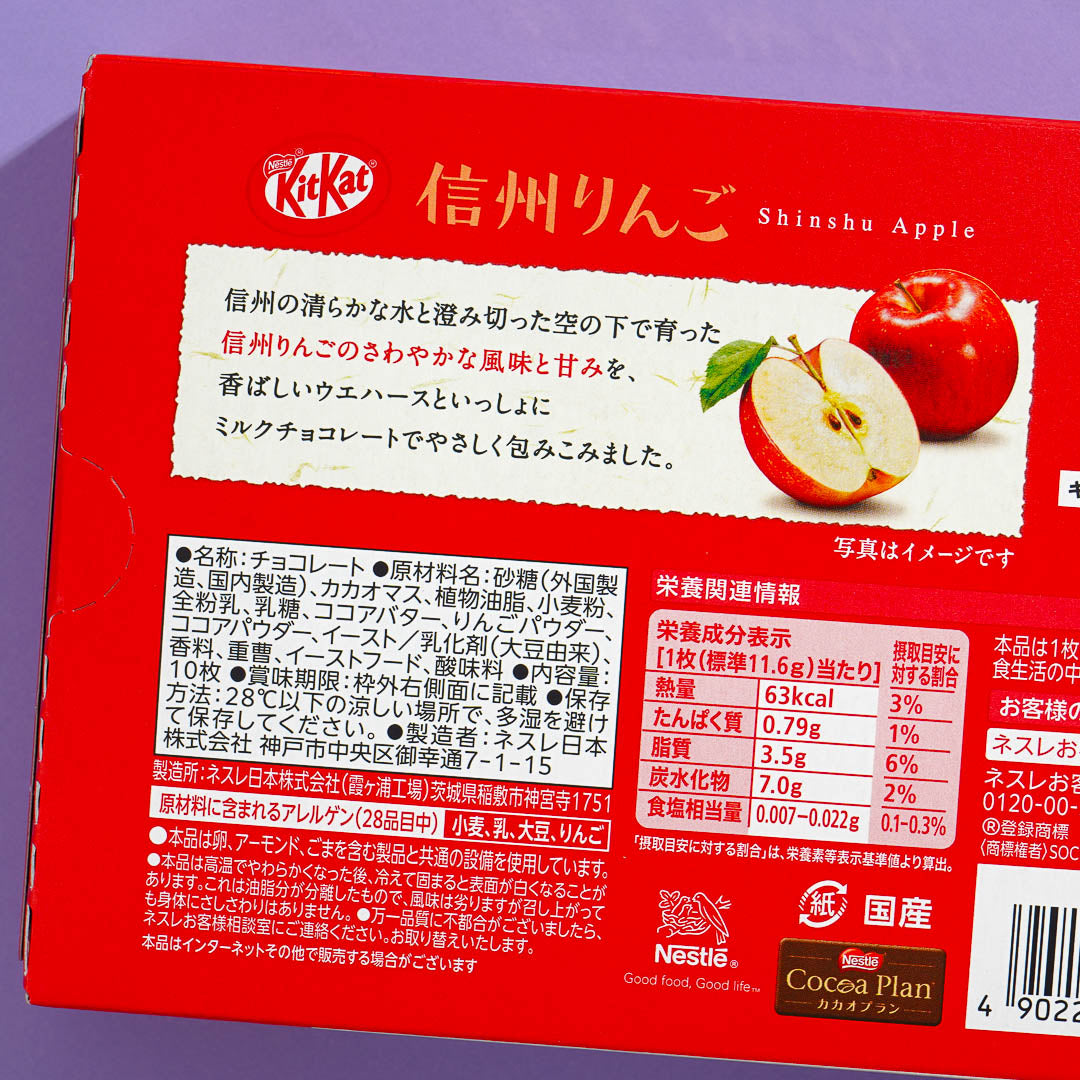 Nestlé®
KitKat®
信州りんご Shinshu Apple
信州の清らかな水と澄み切った空の下で育った
信州りんごのさわやかな風味と甘みを、
香ばしいウエハースといっしょに
ミルクチョコレートでやさしく包みこみました。
写真はイメージです
●名称：チョコレート ●原材料名：砂糖（外国製
造、国内製造）、カカオマス、植物油脂、小麦粉、
全粉乳、乳糖、ココアバター、りんごパウダー、
ココアパウダー、イースト／乳化剤（大豆由来）、
香料、重曹、イーストフード、酸味料 ●内容量：
10枚 ●賞味期限：枠外右側面に記載 ●保存
方法：28℃以下の涼しい場所で、多湿を避け
て保存してください。 ●製造者：ネスレ日本
株式会社 神戸市中央区御幸通7-1-15
製造所：ネスレ日本株式会社（霞ヶ浦工場）茨城県稲敷市神宮寺1751
原材料に含まれるアレルゲン（28品目中） 小麦、乳、大豆、りんご
●本品は卵、アーモンド、ごまを含む製品と共通の設備を使用しています。
●本品は高温でやわらかくなった後、冷えて固まると表面が白くなることが
あります。これは油脂分が分離したもので、風味は劣りますが召し上がって
も身体にさしさわりはありません。 ●万一品質に不都合がございましたら、
ネスレお客様相談室にご連絡ください。お取り替えいたします。
本品はインターネットその他で販売する場合がございます
栄養関連情報
栄養成分表示
[1枚（標準11.6g）当たり] 摂取目安に
対する割合
熱量 63kcal 3%
たんぱく質 0.79g 1%
脂質 3.5g 6%
炭水化物 7.0g 2%
食塩相当量 0.007-0.022g 0.1-0.3%
「摂取目安に対する割合」は、栄養素等表示基準値より算出。
Nestlé®
Good food, Good life™
紙 国産
Nestlé
Cocoa Plan
カカオプラン
本品は1枚
食生活の中
お客様の
ネスレお
ネスレお客
0120-00-
®登録商標
〈商標権者〉SOC
4 9022